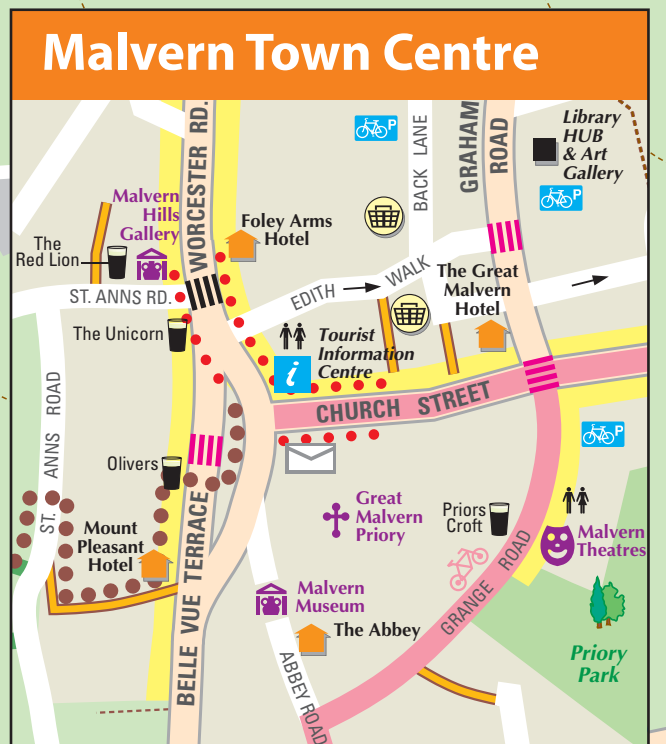 Malvern Town Centre
WORCESTER RD.
BACK LANE
GRAHAM
ROAD
Library
HUB
& Art
Gallery
P
P
Malvern
Hills
Gallery
Foley Arms
Hotel
The
Red Lion
ST. ANNS RD.
EDITH WALK
The Great
Malvern
Hotel
The Unicorn
Tourist
Information
Centre
i
CHURCH STREET
ST. ANNS ROAD
P
Olivers
Great
Malvern
Priory
Priors
Croft
Mount
Pleasant
Hotel
Malvern
Theatres
BELLE VUE TERRACE
GRANGE ROAD
Malvern
Museum
The Abbey
ABBEY ROAD
Priory
Park